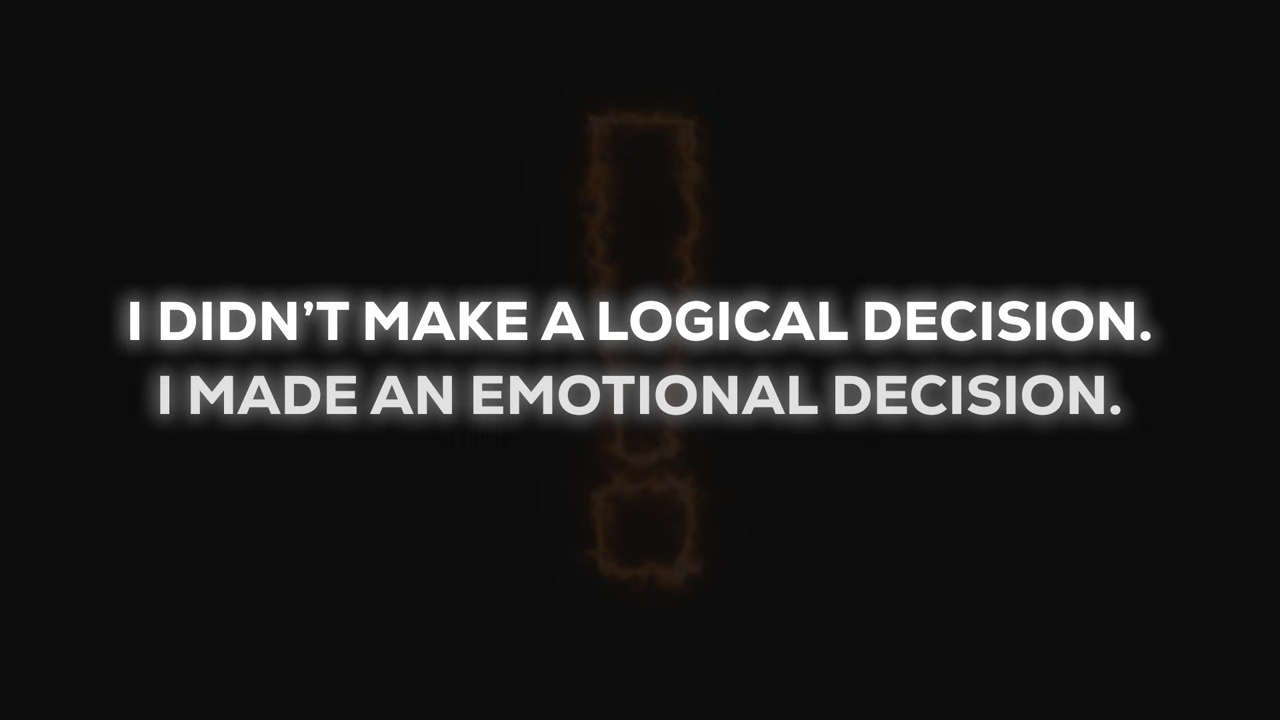 I DIDN’T MAKE A LOGICAL DECISION.
I MADE AN EMOTIONAL DECISION.